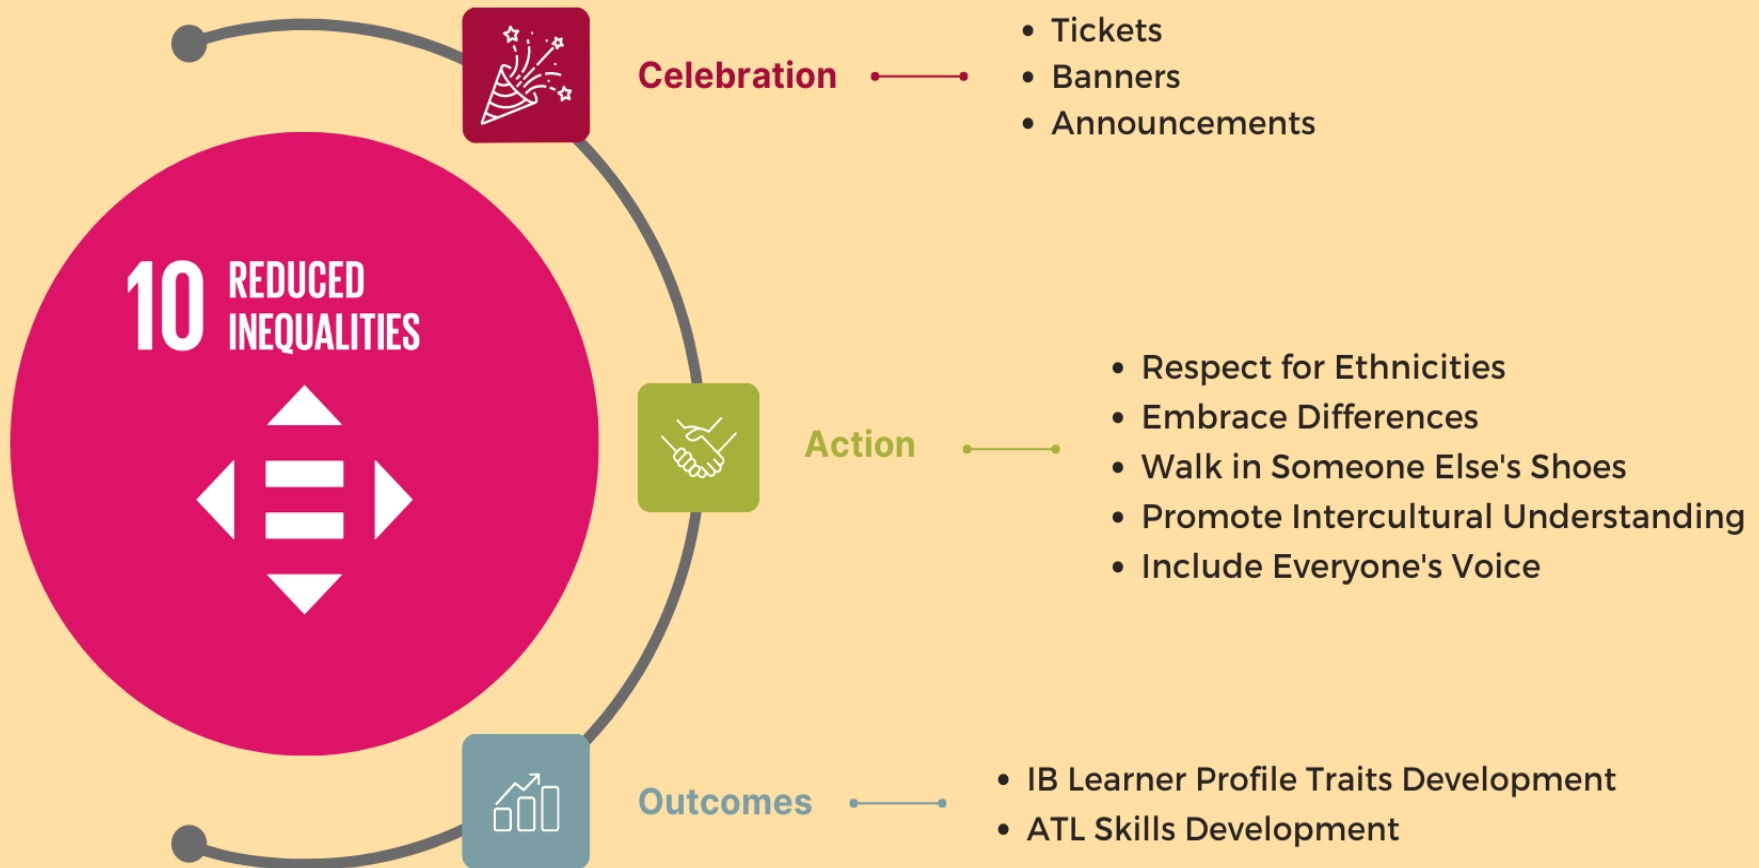 10 REDUCED
INEQUALITIES
Celebration
• Tickets
• Banners
• Announcements
Action
• Respect for Ethnicities
• Embrace Differences
• Walk in Someone Else's Shoes
• Promote Intercultural Understanding
• Include Everyone's Voice
Outcomes
• IB Learner Profile Traits Development
• ATL Skills Development